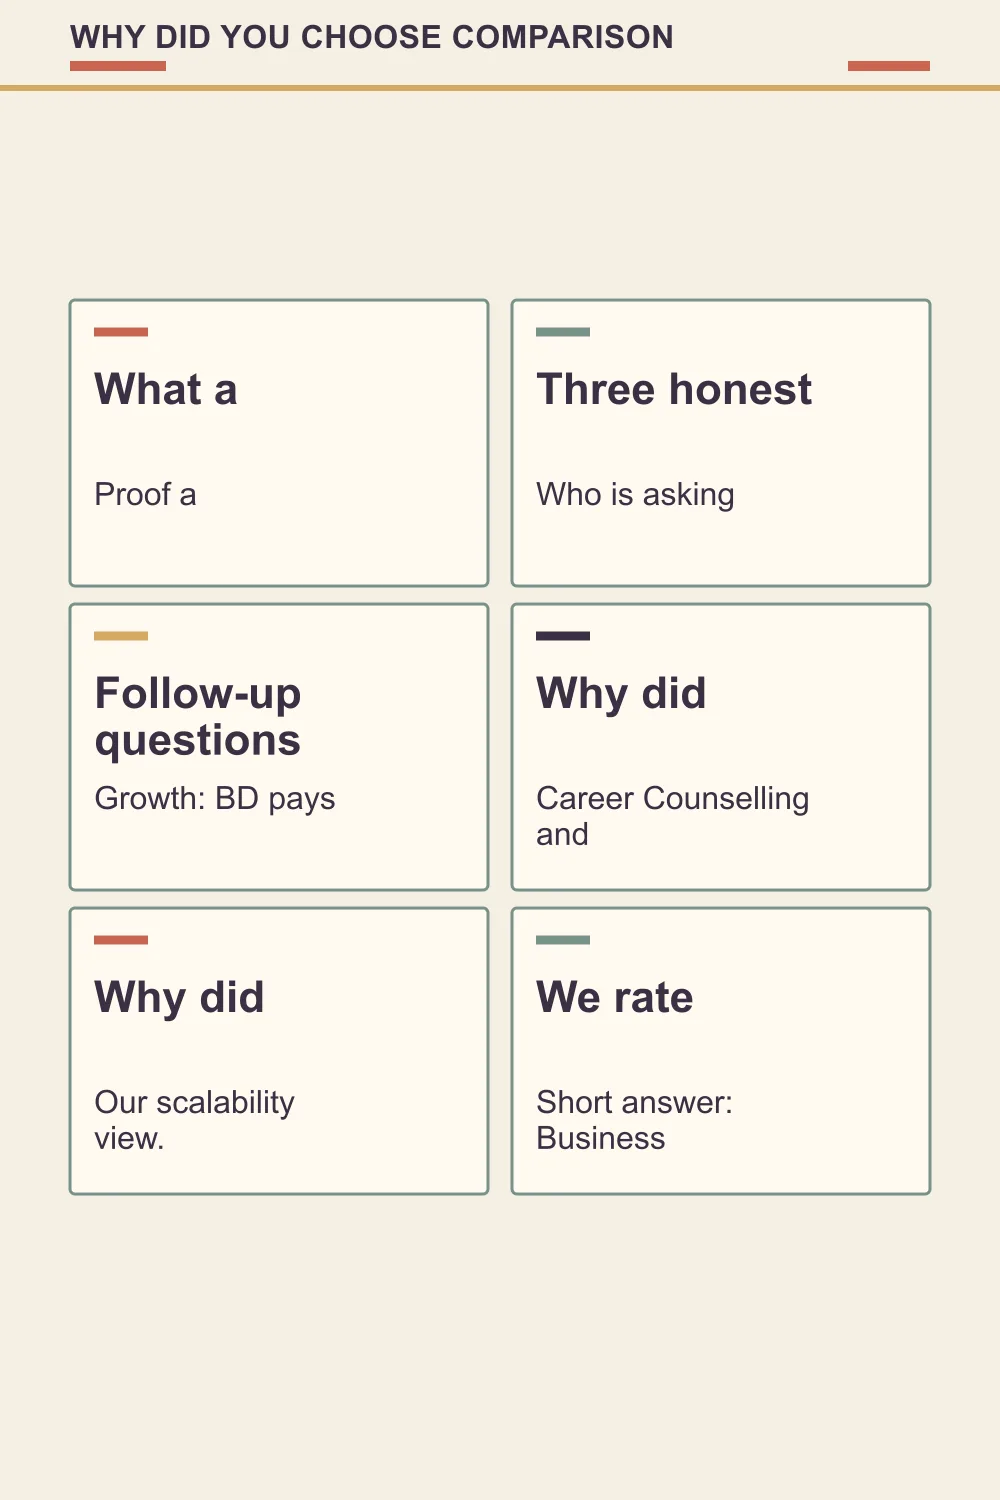 WHY DID YOU CHOOSE COMPARISON
What a
Proof a
Three honest
Who is asking
Follow-up
questions
Growth: BD pays
Why did
Career Counselling
and
Why did
Our scalability
view.
We rate
Short answer:
Business